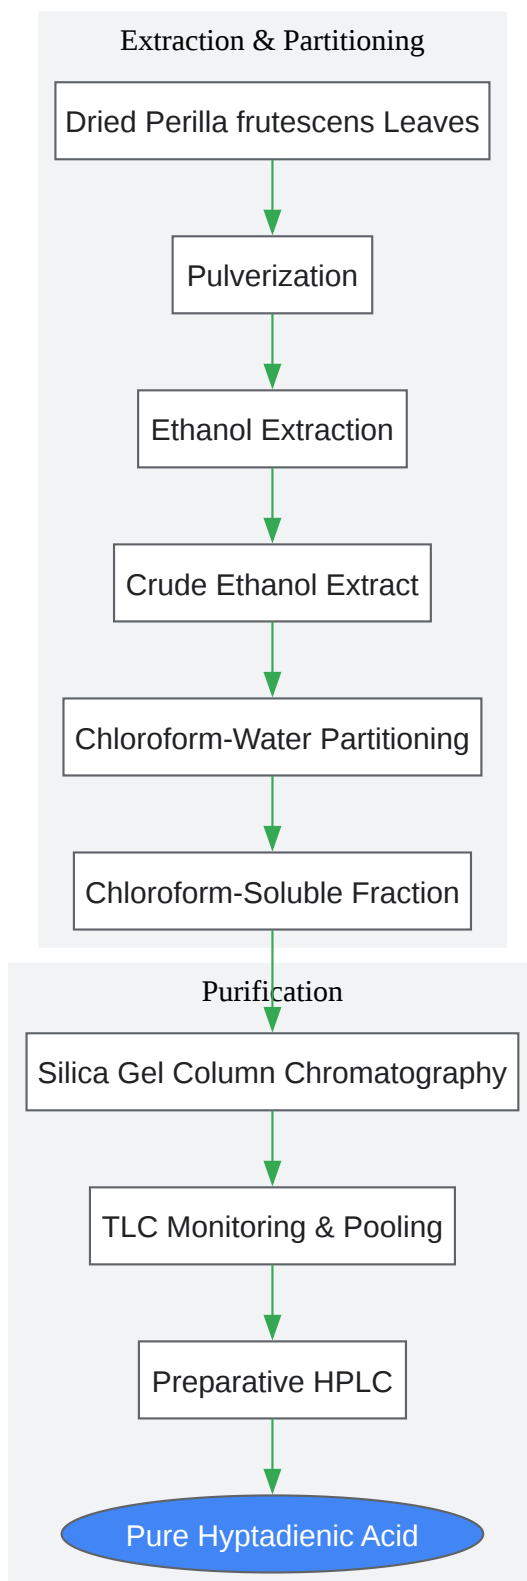 Extraction & Partitioning
Dried Perilla frutescens Leaves
Pulverization
Ethanol Extraction
Crude Ethanol Extract
Chloroform-Water Partitioning
Chloroform-Soluble Fraction
Purification
Silica Gel Column Chromatography
TLC Monitoring & Pooling
Preparative HPLC
Pure Hyptadienic Acid